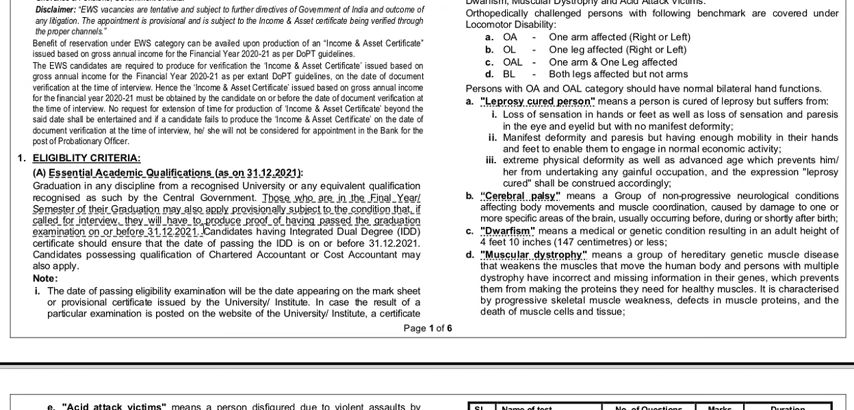 Disclaimer: "EWS vacancies are tentative and subject to further directives of Government of India and outcome of
any litigation. The appointment is provisional and is subject to the Income & Asset certificate being verified through
the proper channels."
Benefit of reservation under EWS category can be availed upon production of an "Income & Asset Certificate"
issued based on gross annual income for the Financial Year 2020-21 as per DoPT guidelines.
The EWS candidates are required to produce for verification the 'Income & Asset Certificate' issued based on
gross annual income for the Financial Year 2020-21 as per extant DoPT guidelines, on the date of document
verification at the time of interview. Hence the 'Income & Asset Certificate' issued based on gross annual income
for the financial year 2020-21 must be obtained by the candidate on or before the date of document verification at
the time of interview. No request for extension of time for production of 'Income & Asset Certificate' beyond the
said date shall be entertained and if a candidate fails to produce the 'Income & Asset Certificate' on the date of
document verification at the time of interview, he/ she will not be considered for appointment in the Bank for the
post of Probationary Officer.
1. ELIGIBLITY CRITERIA:
(A) Essential Academic Qualifications (as on 31.12.2021):
Graduation in any discipline from a recognised University or any equivalent qualification
recognised as such by the Central Government. Those who are in the Final Year/
Semester of their Graduation may also apply provisionally subject to the condition that, if
called for interview, they will have to produce proof of having passed the graduation
examination on or before 31.12.2021. Candidates having Integrated Dual Degree (IDD)
certificate should ensure that the date of passing the IDD is on or before 31.12.2021.
Candidates possessing qualification of Chartered Accountant or Cost Accountant may
also apply.
Note:
i. The date of passing eligibility examination will be the date appearing on the mark sheet
or provisional certificate issued by the University/ Institute. In case the result of a
particular examination is posted on the website of the University/ Institute, a certificate
Dwarfism, Muscular Dystrophy and Acid Attack Victims.
Orthopedically challenged persons with following benchmark are covered under
Locomotor Disability:
a. OA - One arm affected (Right or Left)
b. OL - One leg affected (Right or Left)
c. OAL - One arm & One Leg affected
d. BL - Both legs affected but not arms
Persons with OA and OAL category should have normal bilateral hand functions.
a. "Leprosy cured person" means a person is cured of leprosy but suffers from:
i. Loss of sensation in hands or feet as well as loss of sensation and paresis
in the eye and eyelid but with no manifest deformity;
ii. Manifest deformity and paresis but having enough mobility in their hands
and feet to enable them to engage in normal economic activity;
iii. extreme physical deformity as well as advanced age which prevents him/
her from undertaking any gainful occupation, and the expression "leprosy
cured" shall be construed accordingly;
b. "Cerebral palsy" means a Group of non-progressive neurological conditions
affecting body movements and muscle coordination, caused by damage to one or
more specific areas of the brain, usually occurring before, during or shortly after birth;
c. "Dwarfism" means a medical or genetic condition resulting in an adult height of
4 feet 10 inches (147 centimetres) or less;
d. "Muscular dystrophy" means a group of hereditary genetic muscle disease
that weakens the muscles that move the human body and persons with multiple
dystrophy have incorrect and missing information in their genes, which prevents
them from making the proteins they need for healthy muscles. It is characterised
by progressive skeletal muscle weakness, defects in muscle proteins, and the
death of muscle cells and tissue;
Page 1 of 6
e. "Acid attack victims" means a person disfigured due to violent assaults by
Sl. Name of test No. of Questions Marks Duration